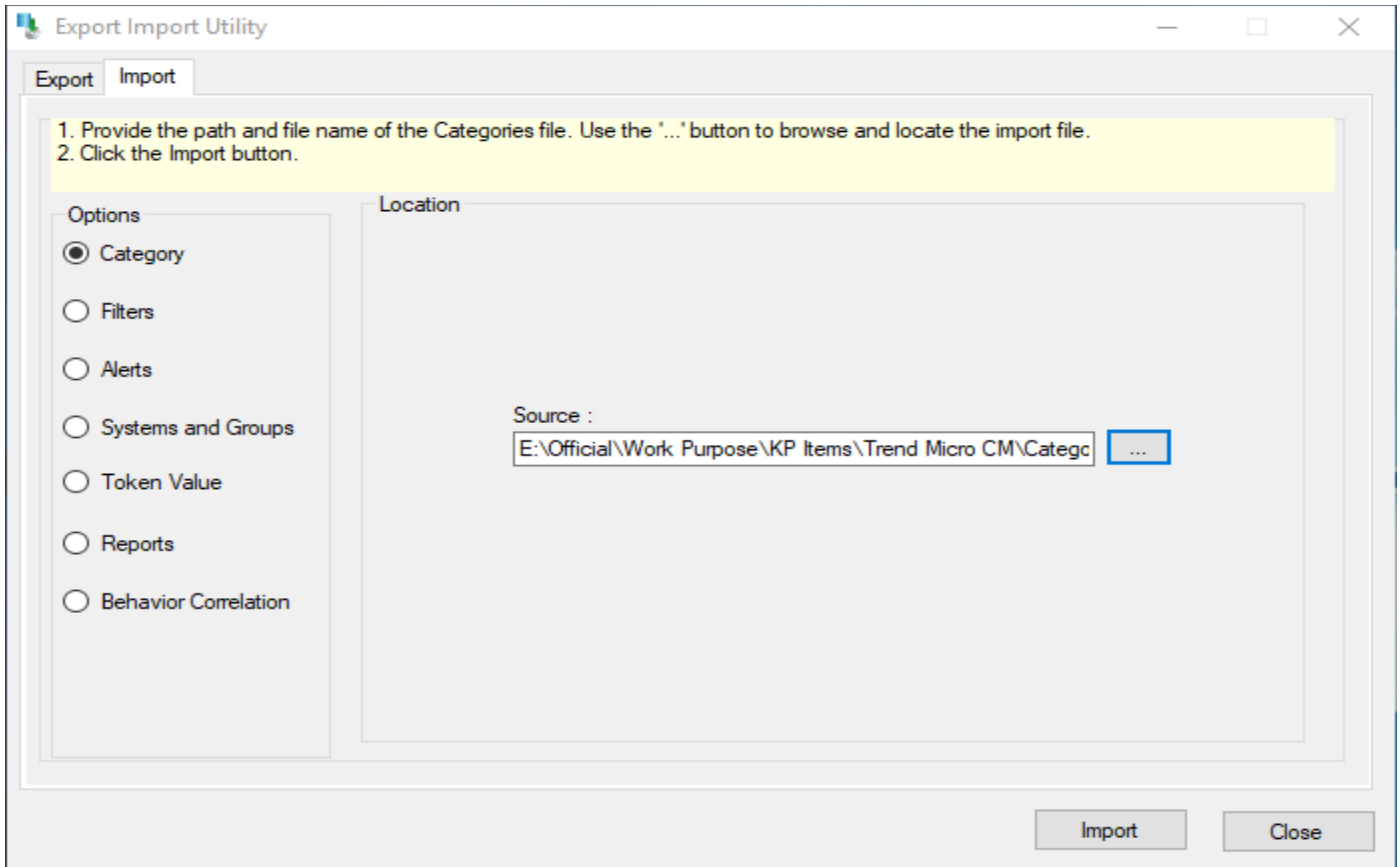 Export Import Utility
Export Import
1. Provide the path and file name of the Categories file. Use the '...' button to browse and locate the import file.
2. Click the Import button.
Options
Category
Filters
Alerts
Systems and Groups
Token Value
Reports
Behavior Correlation
Location
Source :
E:\Official\Work Purpose\KP Items\Trend Micro CM\Catego
...
Import Close